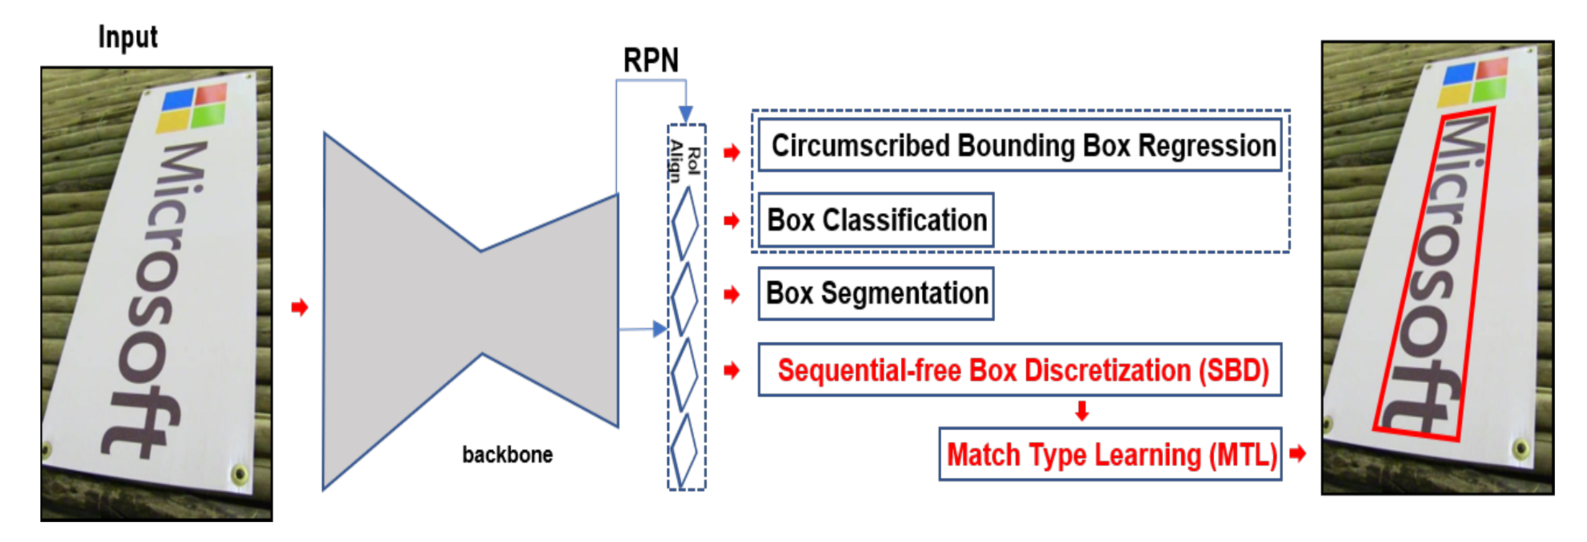 Input
Microsoft
backbone
RPN
RoI
Align
Circumscribed Bounding Box Regression
Box Classification
Box Segmentation
Sequential-free Box Discretization (SBD)
Match Type Learning (MTL)
Microsoft